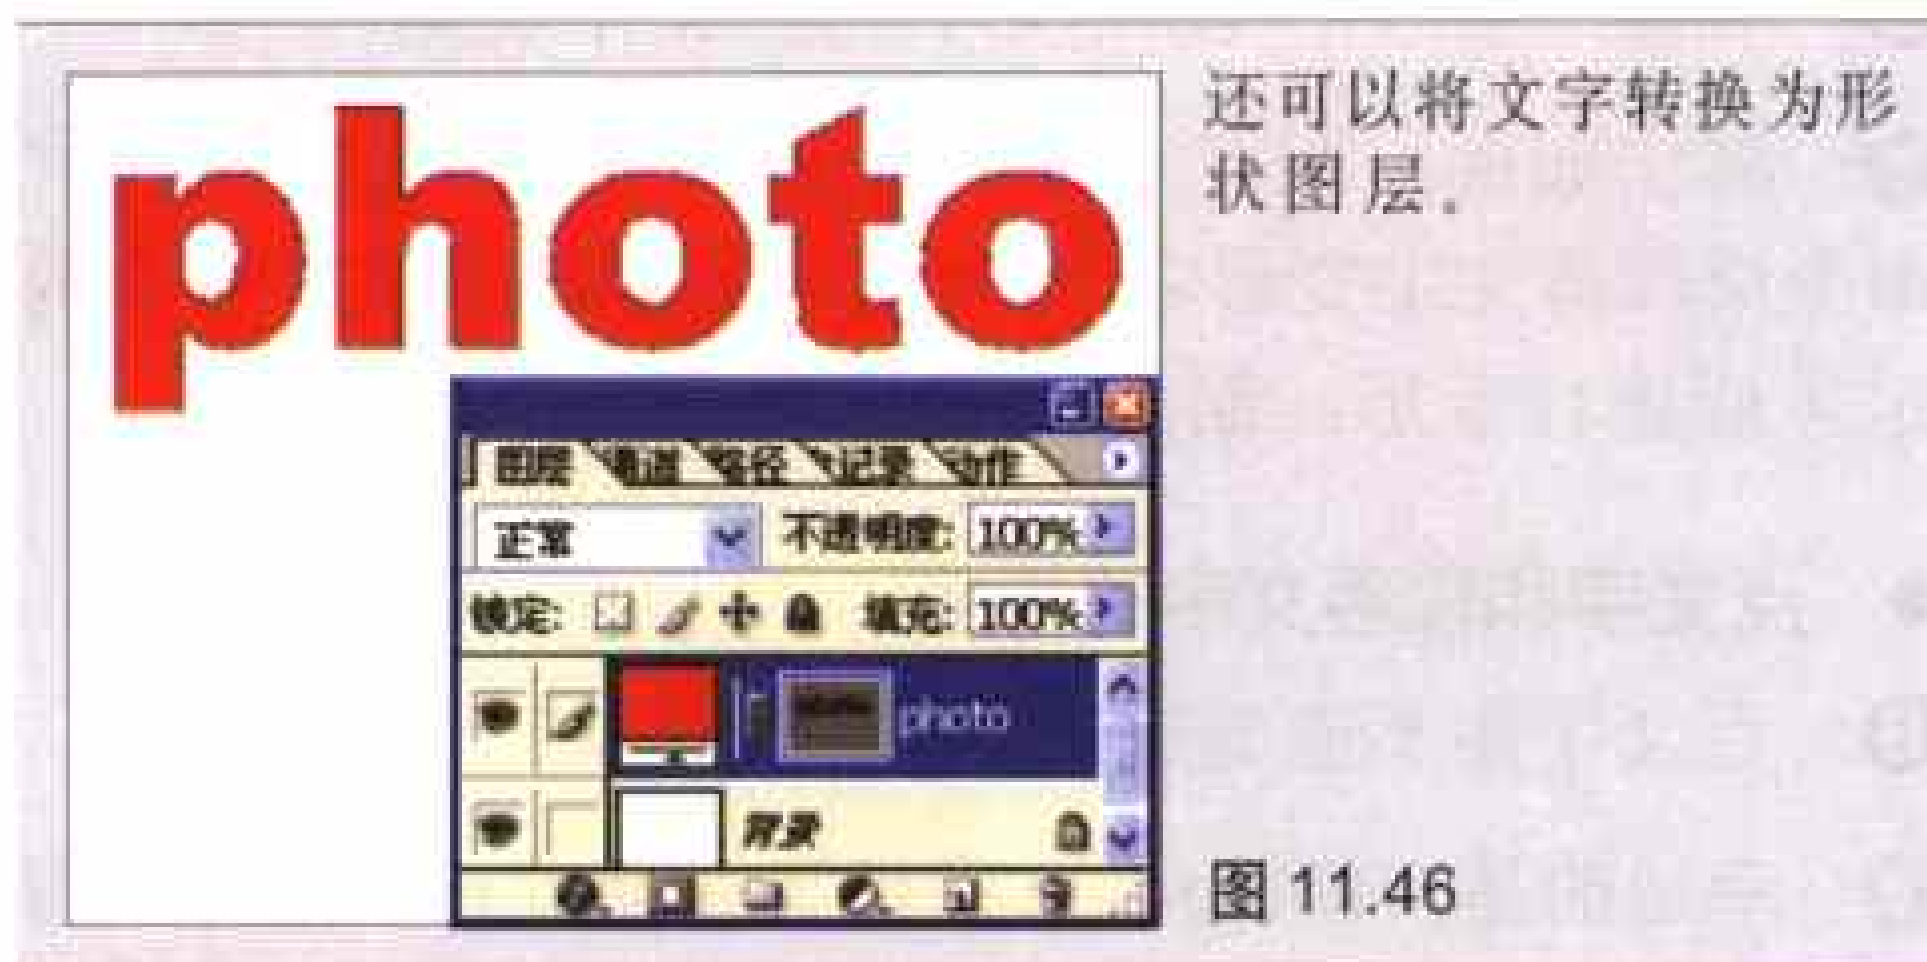 photo
还可以将文字转换为形
状图层。
图层 通道 路径 记录 动作
正常 不透明度: 100%
锁定: 填充: 100%
photo
背景
图 11.46